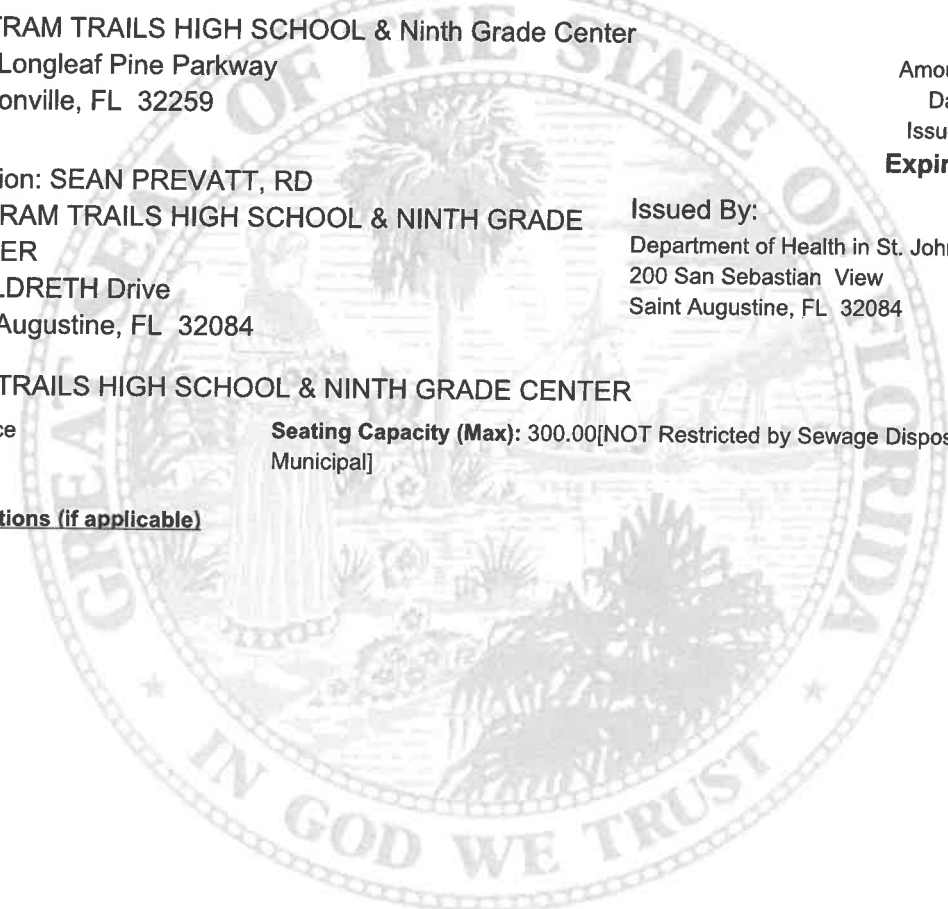 TRAM TRAILS HIGH SCHOOL & Ninth Grade Center
Longleaf Pine Parkway
onville, FL 32259
Amou
Da
Issu
Expir
ion: SEAN PREVATT, RD
RAM TRAILS HIGH SCHOOL & NINTH GRADE
ER
LDRETH Drive
Augustine, FL 32084
Issued By:
Department of Health in St. John
200 San Sebastian View
Saint Augustine, FL 32084
TRAILS HIGH SCHOOL & NINTH GRADE CENTER
ce
Seating Capacity (Max): 300.00[NOT Restricted by Sewage Dispos
Municipal]
tions (if applicable)
GREAT SEAL OF THE STATE OF FLORIDA
IN GOD WE TRUST